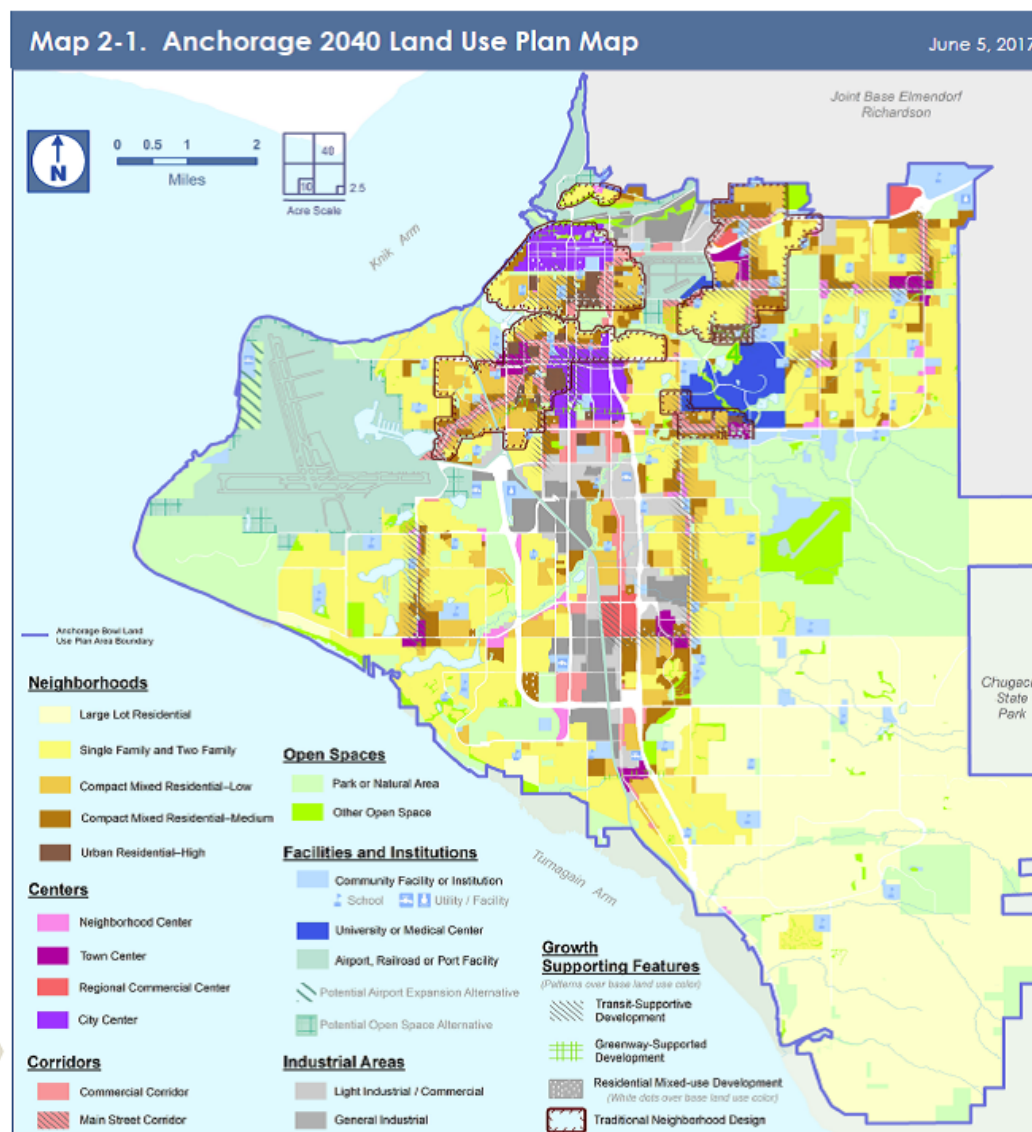 Map 2-1. Anchorage 2040 Land Use Plan Map
June 5, 2017
Joint Base Elmendorf
Richardson
N
0 0.5 1 2
Miles
40
10
2.5
Acre Scale
Knik Arm
4
Anchorage Bowl Land
Use Plan Area Boundary
Chugach
State
Park
Turnagain Arm
Neighborhoods
Large Lot Residential
Single Family and Two Family
Compact Mixed Residential–Low
Compact Mixed Residential–Medium
Urban Residential–High
Centers
Neighborhood Center
Town Center
Regional Commercial Center
City Center
Corridors
Commercial Corridor
Main Street Corridor
Open Spaces
Park or Natural Area
Other Open Space
Facilities and Institutions
Community Facility or Institution
School Utility / Facility
University or Medical Center
Airport, Railroad or Port Facility
Potential Airport Expansion Alternative
Potential Open Space Alternative
Industrial Areas
Light Industrial / Commercial
General Industrial
Growth
Supporting Features
(Patterns over base land use color)
Transit-Supportive
Development
Greenway-Supported
Development
Residential Mixed-use Development
(White dots over base land use color)
Traditional Neighborhood Design